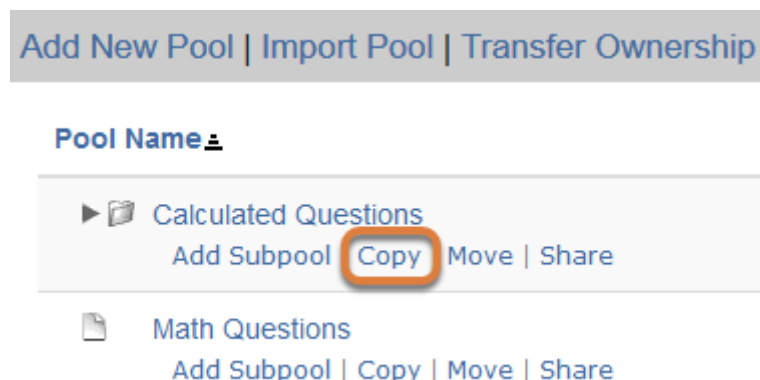 Add New Pool | Import Pool | Transfer Ownership
Pool Name
Calculated Questions
Add Subpool Copy Move | Share
Math Questions
Add Subpool | Copy | Move | Share